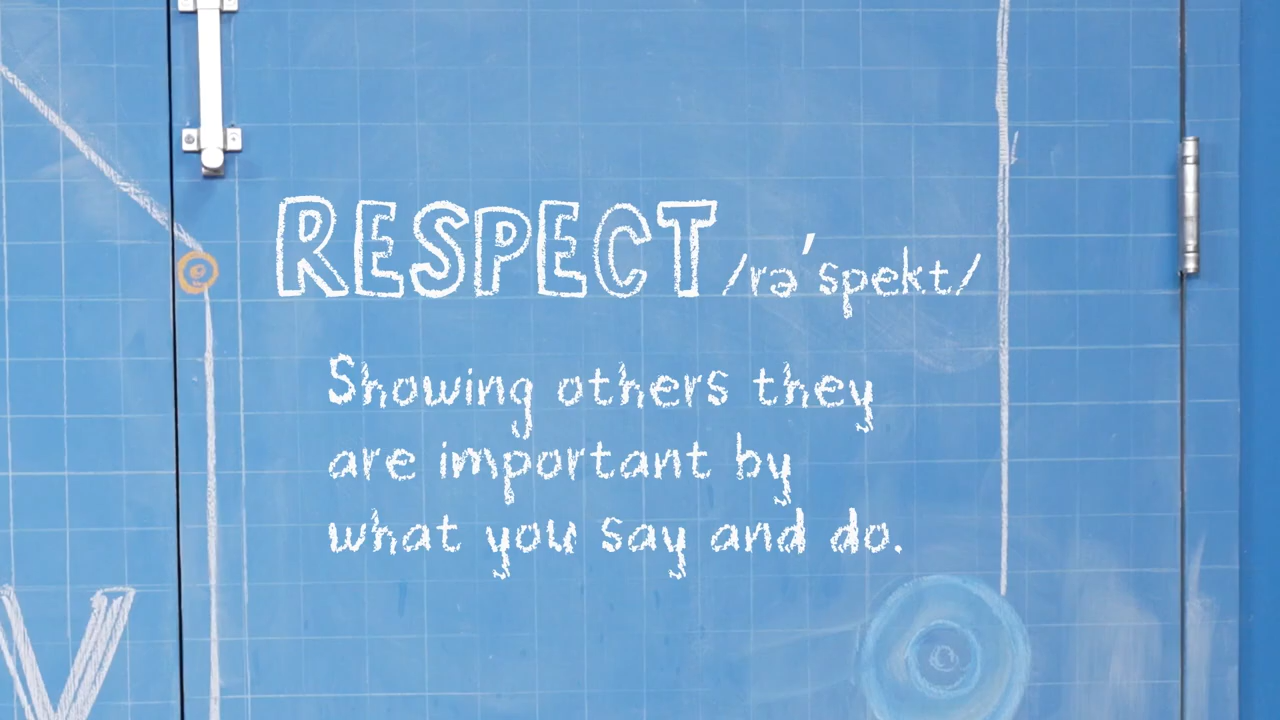 RESPECT /rə'spekt/
Showing others they
are important by
what you say and do.
V